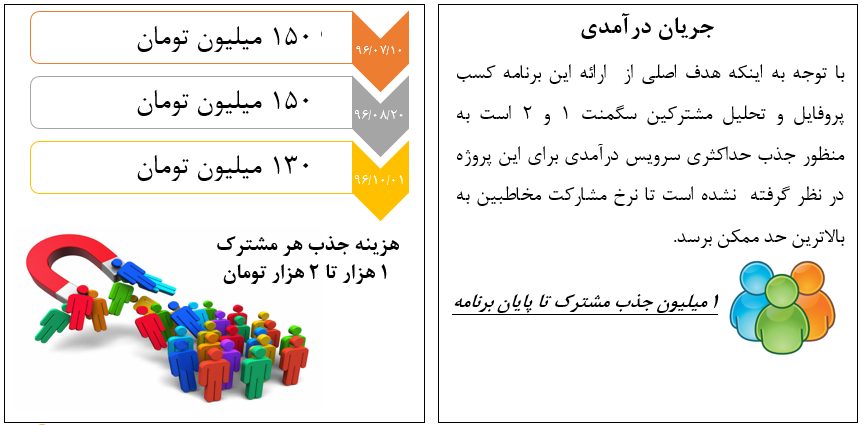 جریان درآمدی
با توجه به اینکه هدف اصلی از ارائه این برنامه کسب
پروفایل و تحلیل مشترکین سگمنت ۱ و ۲ است به
منظور جذب حداکثری سرویس درآمدی برای این پروژه
در نظر گرفته نشده است تا نرخ مشارکت مخاطبین به
بالاترین حد ممکن برسد.
۱ میلیون جذب مشترک تا پایان برنامه
۹۶/۰۷/۱۰
۱۵۰ میلیون تومان
۹۶/۰۸/۲۰
۱۵۰ میلیون تومان
۹۶/۱۰/۰۱
۱۳۰ میلیون تومان
هزینه جذب هر مشترک
۱ هزار تا ۲ هزار تومان